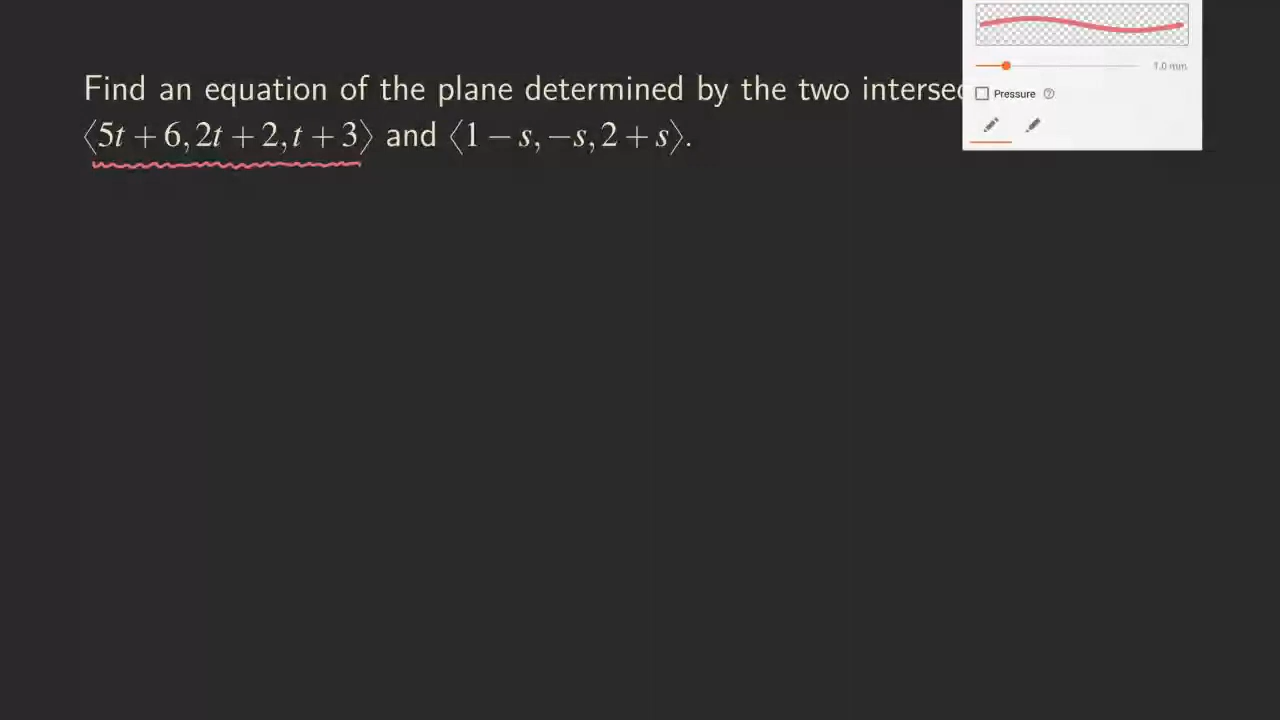 Find an equation of the plane determined by the two
⟨5t + 6, 2t + 2, t + 3⟩ and ⟨1 − s, −s, 2 + s⟩.
1.0 mm
Pressure